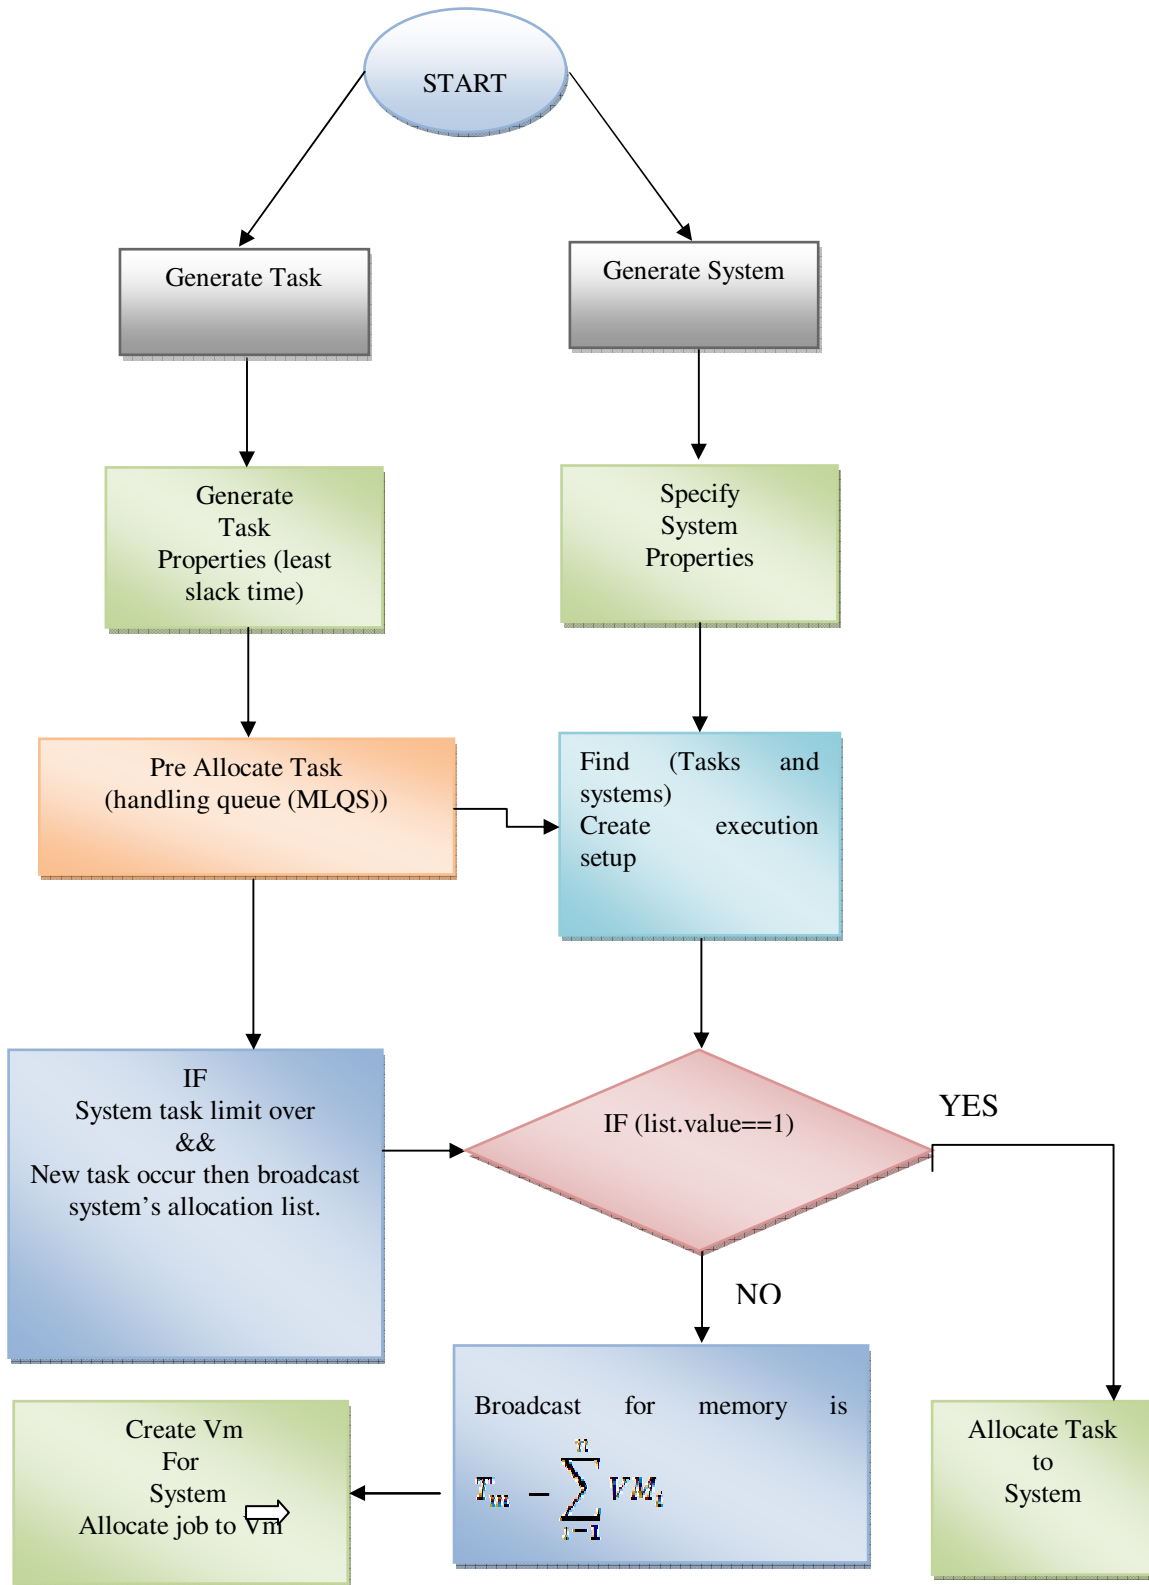 START
Generate Task
Generate System
Generate
Task
Properties (least
slack time)
Specify
System
Properties
Pre Allocate Task
(handling queue (MLQS))
Find (Tasks and
systems)
Create execution
setup
IF
System task limit over
&&
New task occur then broadcast
system’s allocation list.
IF (list.value==1)
YES
NO
Broadcast for memory is
T_m − ∑_{i=1}^{n} VM_i
Create Vm
For
System
Allocate job to Vm
Allocate Task
to
System